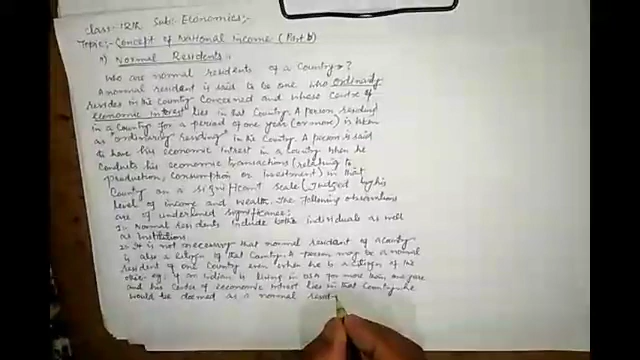 Class:- 12th Sub:- Economics:-
Topic:- Concept of National Income (Part b)
Normal Residents :
Who are normal residents of a Country ?
A normal resident is said to be one who ordinarily
resides in the country concerned and whose centre of
economic interest lies in that Country. A person residing
in a country for a period of one year (or more) is taken
as "ordinarily residing" in the Country. A person is said
to have his economic interest in a country when he
conducts his economic transactions (relating to
production, consumption or investment) in that
Country on a significant scale (judged by his
level of income and wealth. The following observations
are of underlined significance:
1:- Normal residents include both individuals as well
as institutions.
2:- It is not necessary that normal resident of a country
is also a citizen of that Country. A person may be a normal
resident of one Country even when he is a citizen of the
other. eg. if an Indian is living in USA for more than one year
and his center of economic interest lies in that Country, he
would be deemed as a normal resid